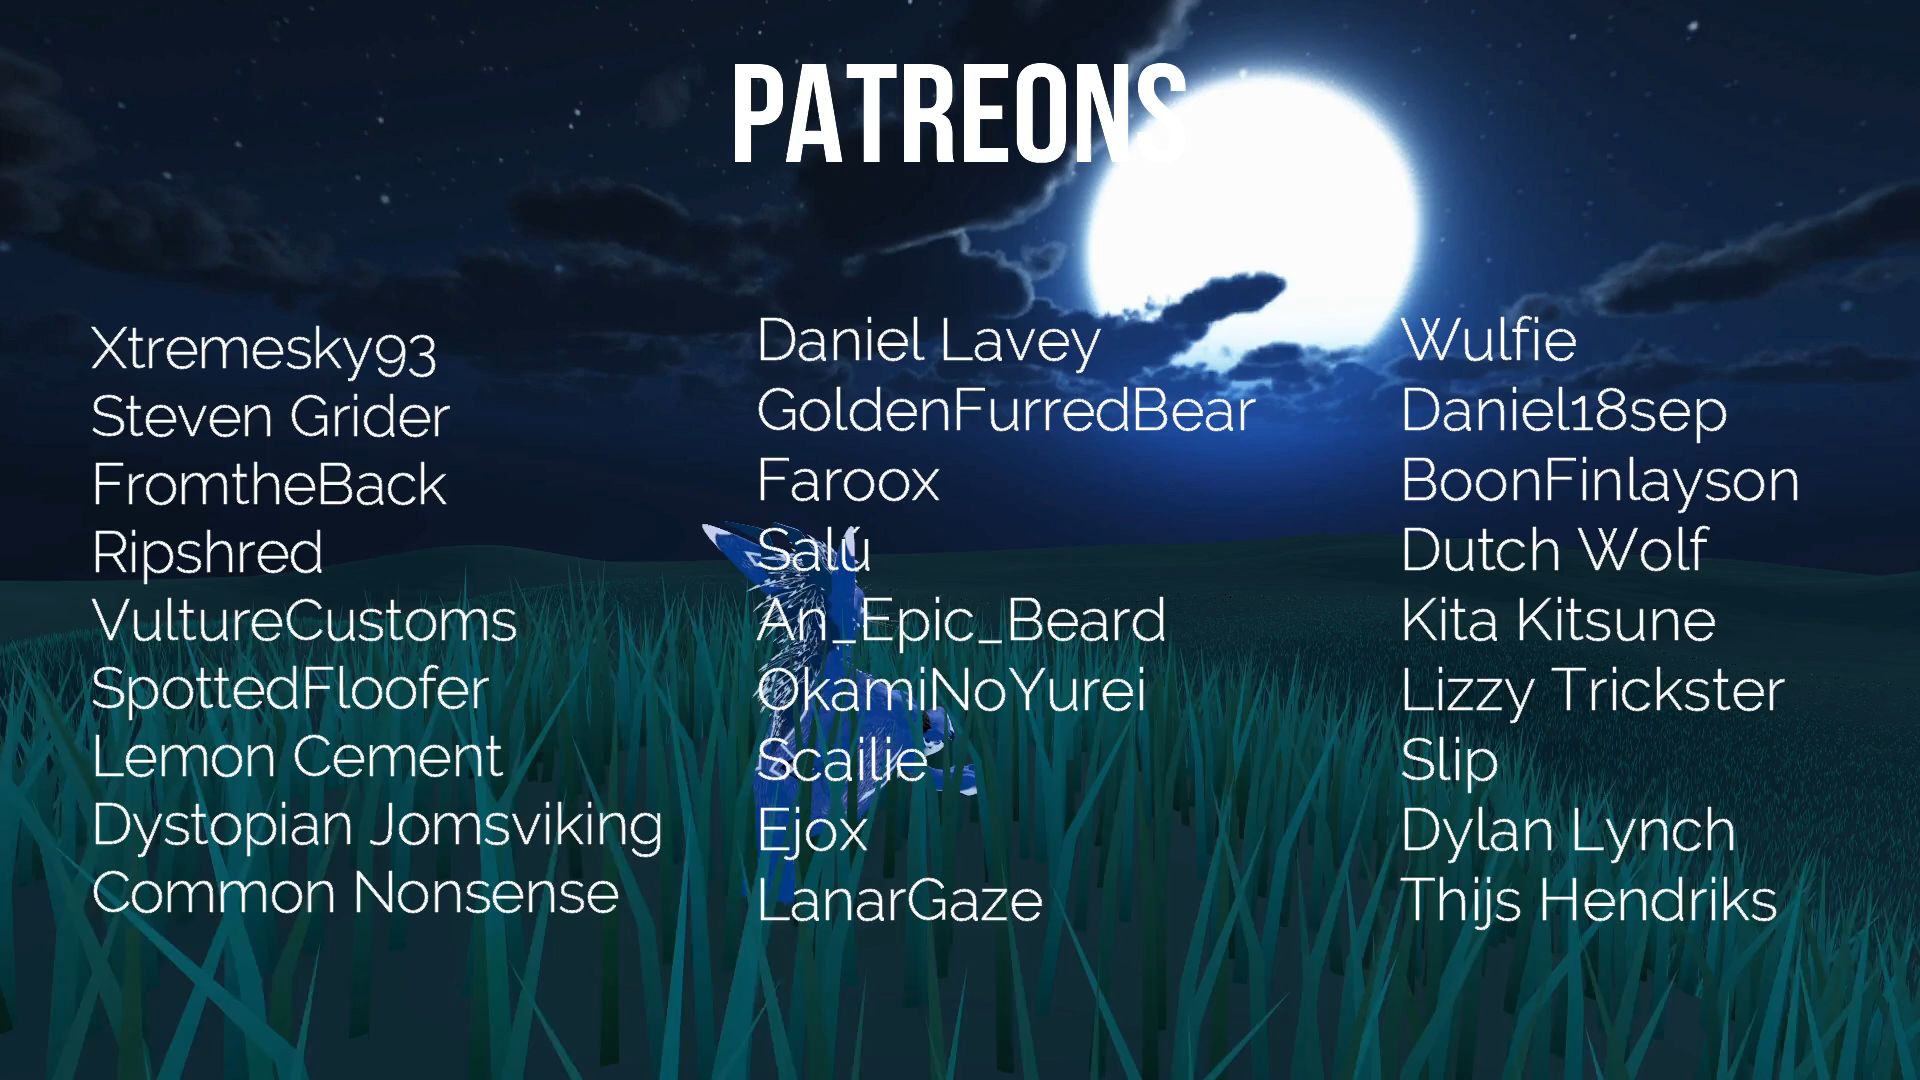 PATREONS
Xtremesky93
Steven Grider
FromtheBack
Ripshred
VultureCustoms
SpottedFloofer
Lemon Cement
Dystopian Jomsviking
Common Nonsense
Daniel Lavey
GoldenFurredBear
Faroox
Salú
An_Epic_Beard
OkamiNoYurei
Scailie
Ejox
LanarGaze
Wulfie
Daniel18sep
BoonFinlayson
Dutch Wolf
Kita Kitsune
Lizzy Trickster
Slip
Dylan Lynch
Thijs Hendriks